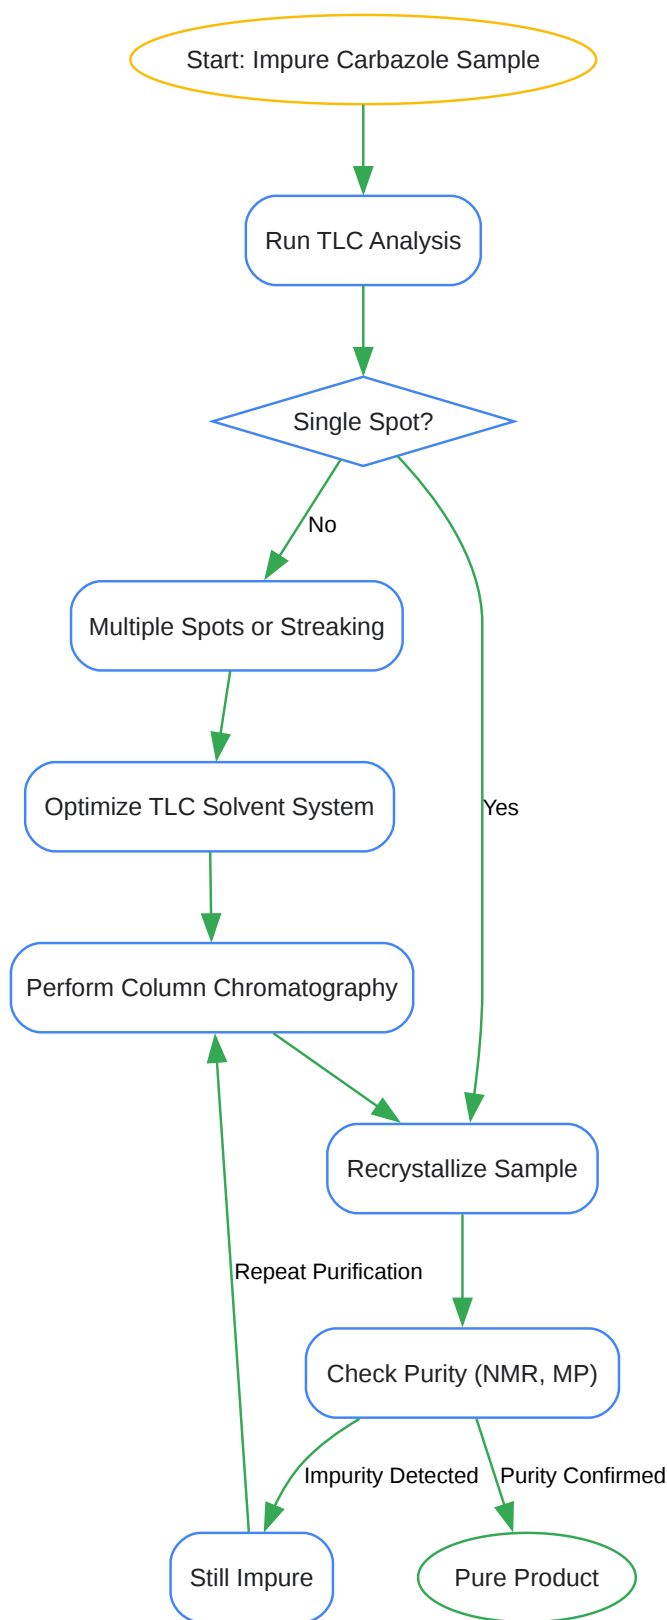 Start: Impure Carbazole Sample
Run TLC Analysis
Single Spot?
No
Multiple Spots or Streaking
Optimize TLC Solvent System
Yes
Perform Column Chromatography
Recrystallize Sample
Repeat Purification
Check Purity (NMR, MP)
Impurity Detected
Purity Confirmed
Still Impure
Pure Product